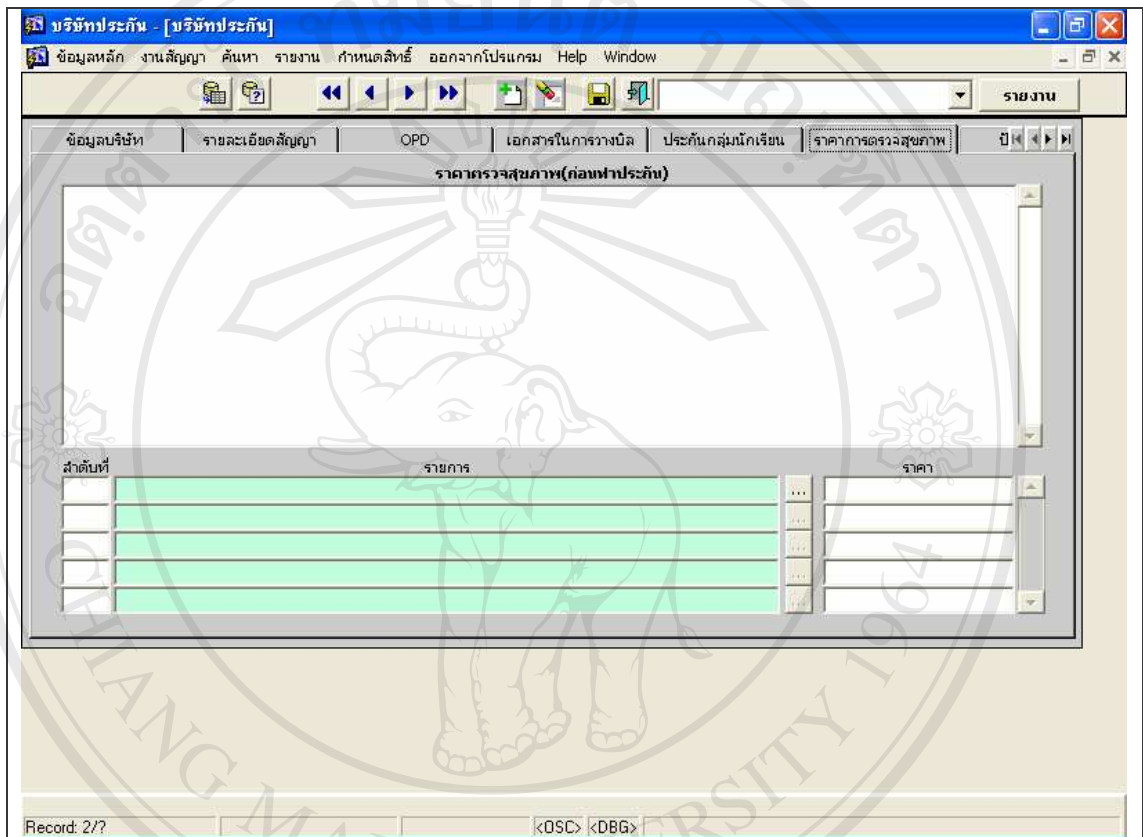 บริษัทประกัน - [บริษัทประกัน]
ข้อมูลหลัก งานสัญญา ค้นหา รายงาน กำหนดสิทธิ์ ออกจากโปรแกรม Help Window
รายงาน
ข้อมูลบริษัท รายละเอียดสัญญา OPD เอกสารในการวางบิล ประกันกลุ่มนักเรียน ราคาการตรวจสุขภาพ ป
ราคาตรวจสุขภาพ(ก่อนทำประกัน)
ลำดับที่ รายการ ราคา
...
...
...
...
...
Record: 2/? <OSC> <DBG>
CHIANG MAI UNIVERSITY 1964